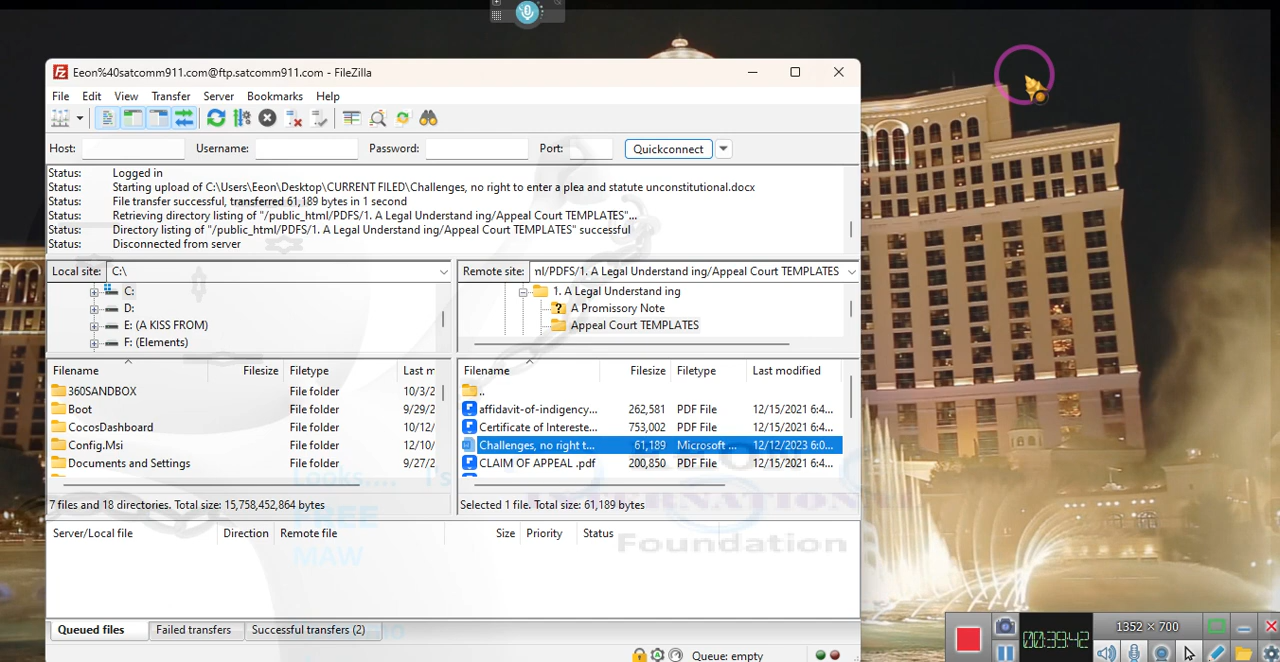 Eeon%40satcomm911.com@ftp.satcomm911.com - FileZilla
File Edit View Transfer Server Bookmarks Help
Host: Username: Password: Port: Quickconnect
Status: Logged in
Status: Starting upload of C:\Users\Eeon\Desktop\CURRENT FILED\Challenges, no right to enter a plea and statute unconstitutional.docx
Status: File transfer successful, transferred 61,189 bytes in 1 second
Status: Retrieving directory listing of "/public_html/PDFS/1. A Legal Understand ing/Appeal Court TEMPLATES"...
Status: Directory listing of "/public_html/PDFS/1. A Legal Understand ing/Appeal Court TEMPLATES" successful
Status: Disconnected from server
Local site: C:\
C:
D:
E: (A KISS FROM)
F: (Elements)
Remote site: nl/PDFS/1. A Legal Understand ing/Appeal Court TEMPLATES
1. A Legal Understand ing
? A Promissory Note
Appeal Court TEMPLATES
Filename Filesize Filetype Last m
360SANDBOX File folder 10/3/2
Boot File folder 9/29/2
CocosDashboard File folder 10/12/
Config.Msi File folder 12/10/
Documents and Settings File folder 9/27/2
7 files and 18 directories. Total size: 15,758,452,864 bytes
Filename Filesize Filetype Last modified
..
affidavit-of-indigency... 262,581 PDF File 12/15/2021 6:4...
Certificate of Intereste... 753,002 PDF File 12/15/2021 6:4...
Challenges, no right t... 61,189 Microsoft ... 12/12/2023 6:0...
CLAIM OF APPEAL .pdf 200,850 PDF File 12/15/2021 6:4...
Selected 1 file. Total size: 61,189 bytes
Server/Local file Direction Remote file Size Priority Status
Looks....
FREE
MAW
Foundation
Queued files Failed transfers Successful transfers (2)
Queue: empty
1352 × 700
00:39:42